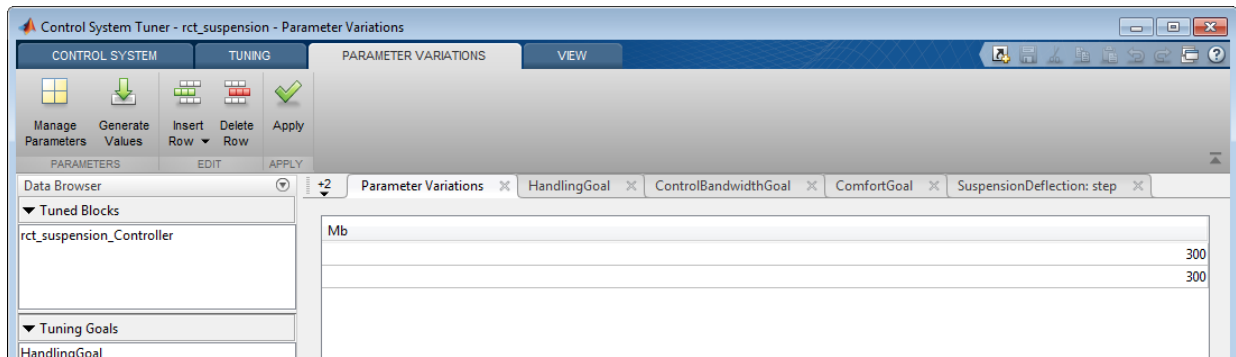 Control System Tuner - rct_suspension - Parameter Variations
CONTROL SYSTEM TUNING PARAMETER VARIATIONS VIEW
Manage Parameters
Generate Values
Insert Row
Delete Row
Apply
PARAMETERS EDIT APPLY
Data Browser
+2 Parameter Variations HandlingGoal ControlBandwidthGoal ComfortGoal SuspensionDeflection: step
Tuned Blocks
rct_suspension_Controller
Mb
300
300
Tuning Goals
HandlingGoal